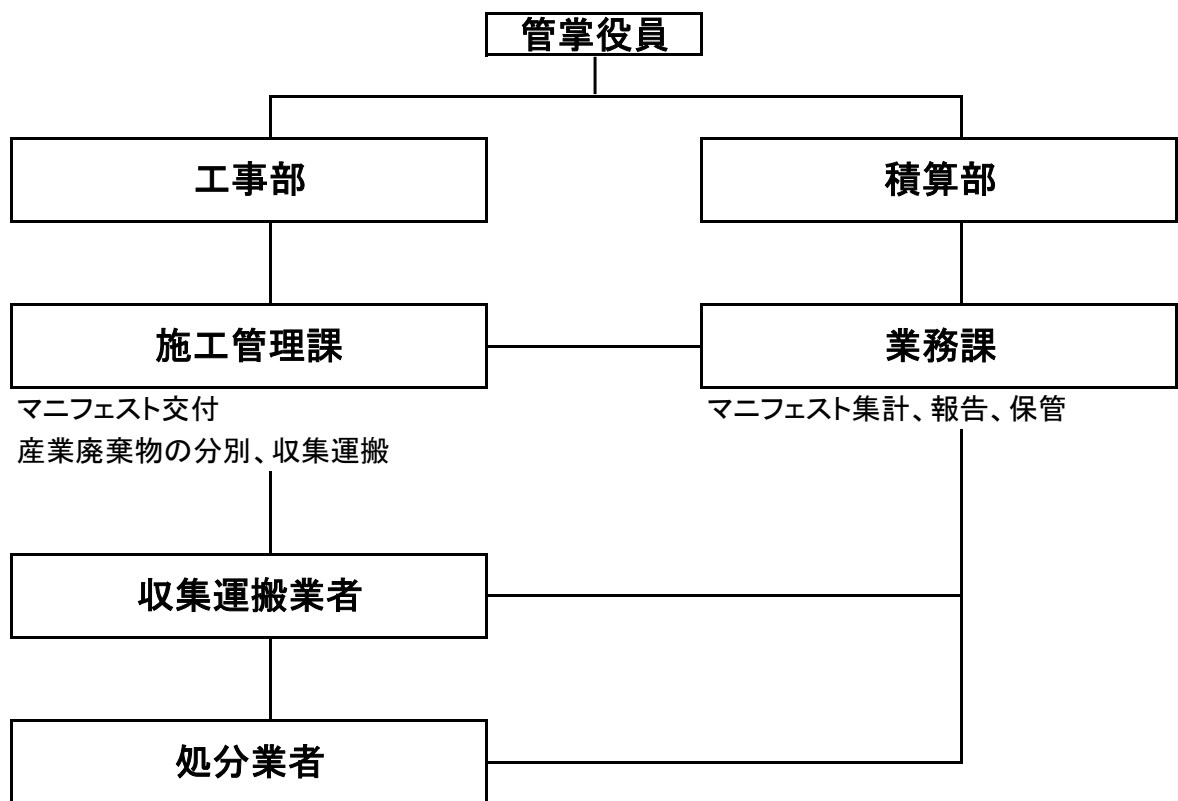 管掌役員
工事部
積算部
施工管理課
業務課
マニフェスト交付
産業廃棄物の分別、収集運搬
マニフェスト集計、報告、保管
収集運搬業者
処分業者